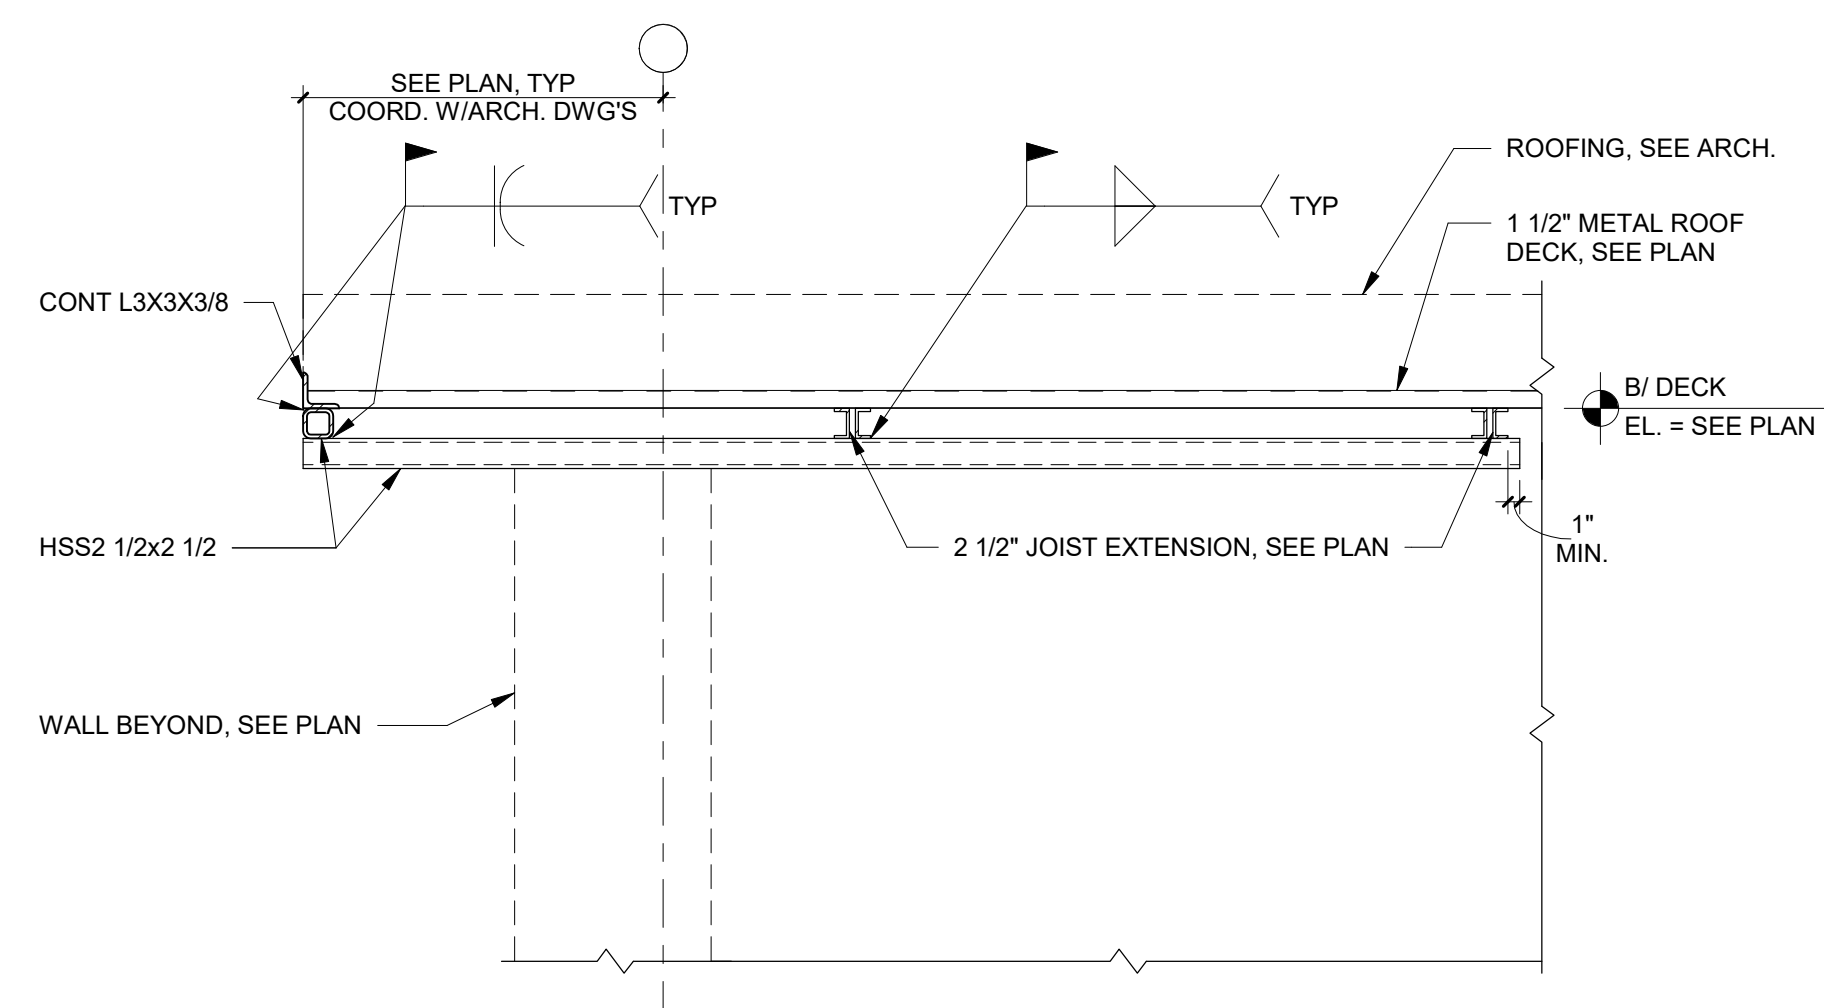 SEE PLAN, TYP
COORD. W/ARCH. DWG'S
TYP
TYP
ROOFING, SEE ARCH.
1 1/2" METAL ROOF
DECK, SEE PLAN
CONT L3X3X3/8
B/ DECK
EL. = SEE PLAN
HSS2 1/2x2 1/2
2 1/2" JOIST EXTENSION, SEE PLAN
1"
MIN.
WALL BEYOND, SEE PLAN